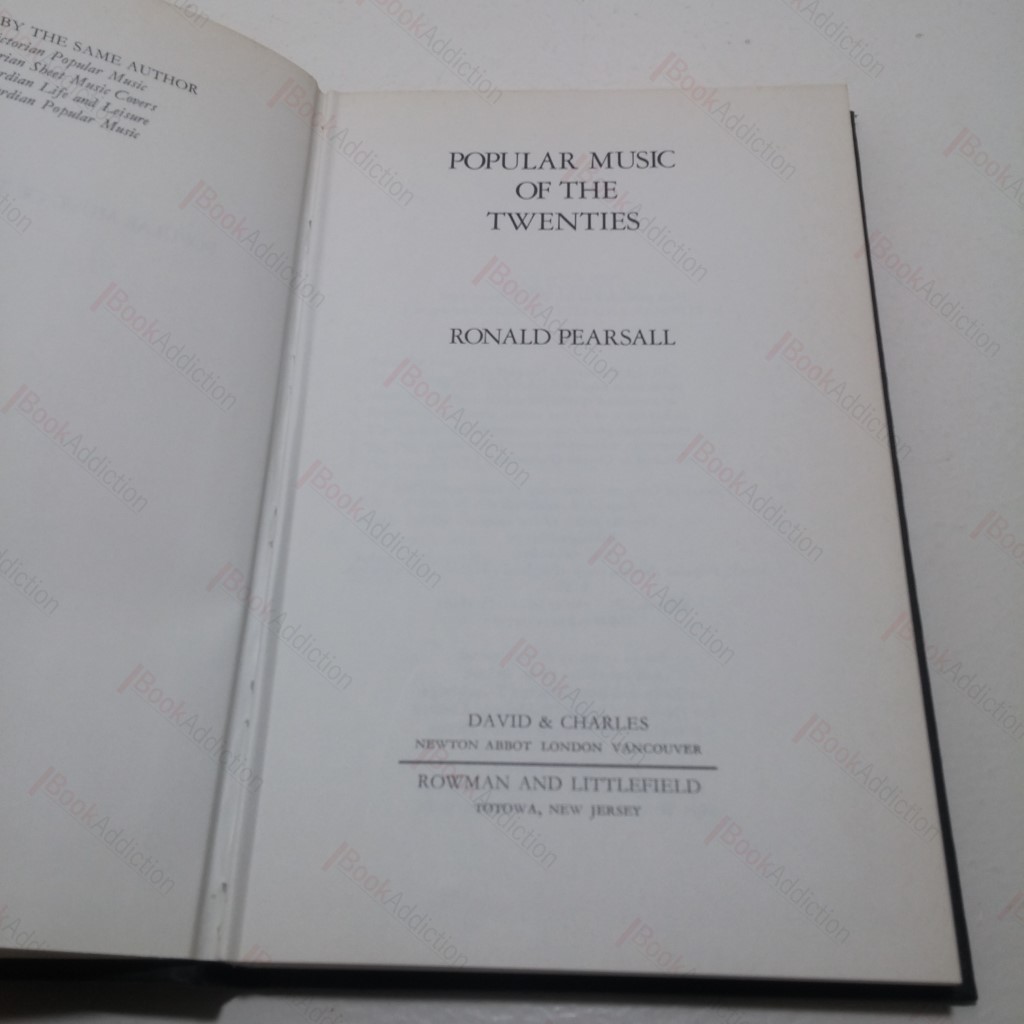 BY THE SAME AUTHOR
ctorian Popular Music
rian Sheet Music Covers
rdian Life and Leisure
rdian Popular Music
POPULAR MUSIC
OF THE
TWENTIES
RONALD PEARSALL
DAVID & CHARLES
NEWTON ABBOT LONDON VANCOUVER
ROWMAN AND LITTLEFIELD
TOTOWA, NEW JERSEY
BookAddiction